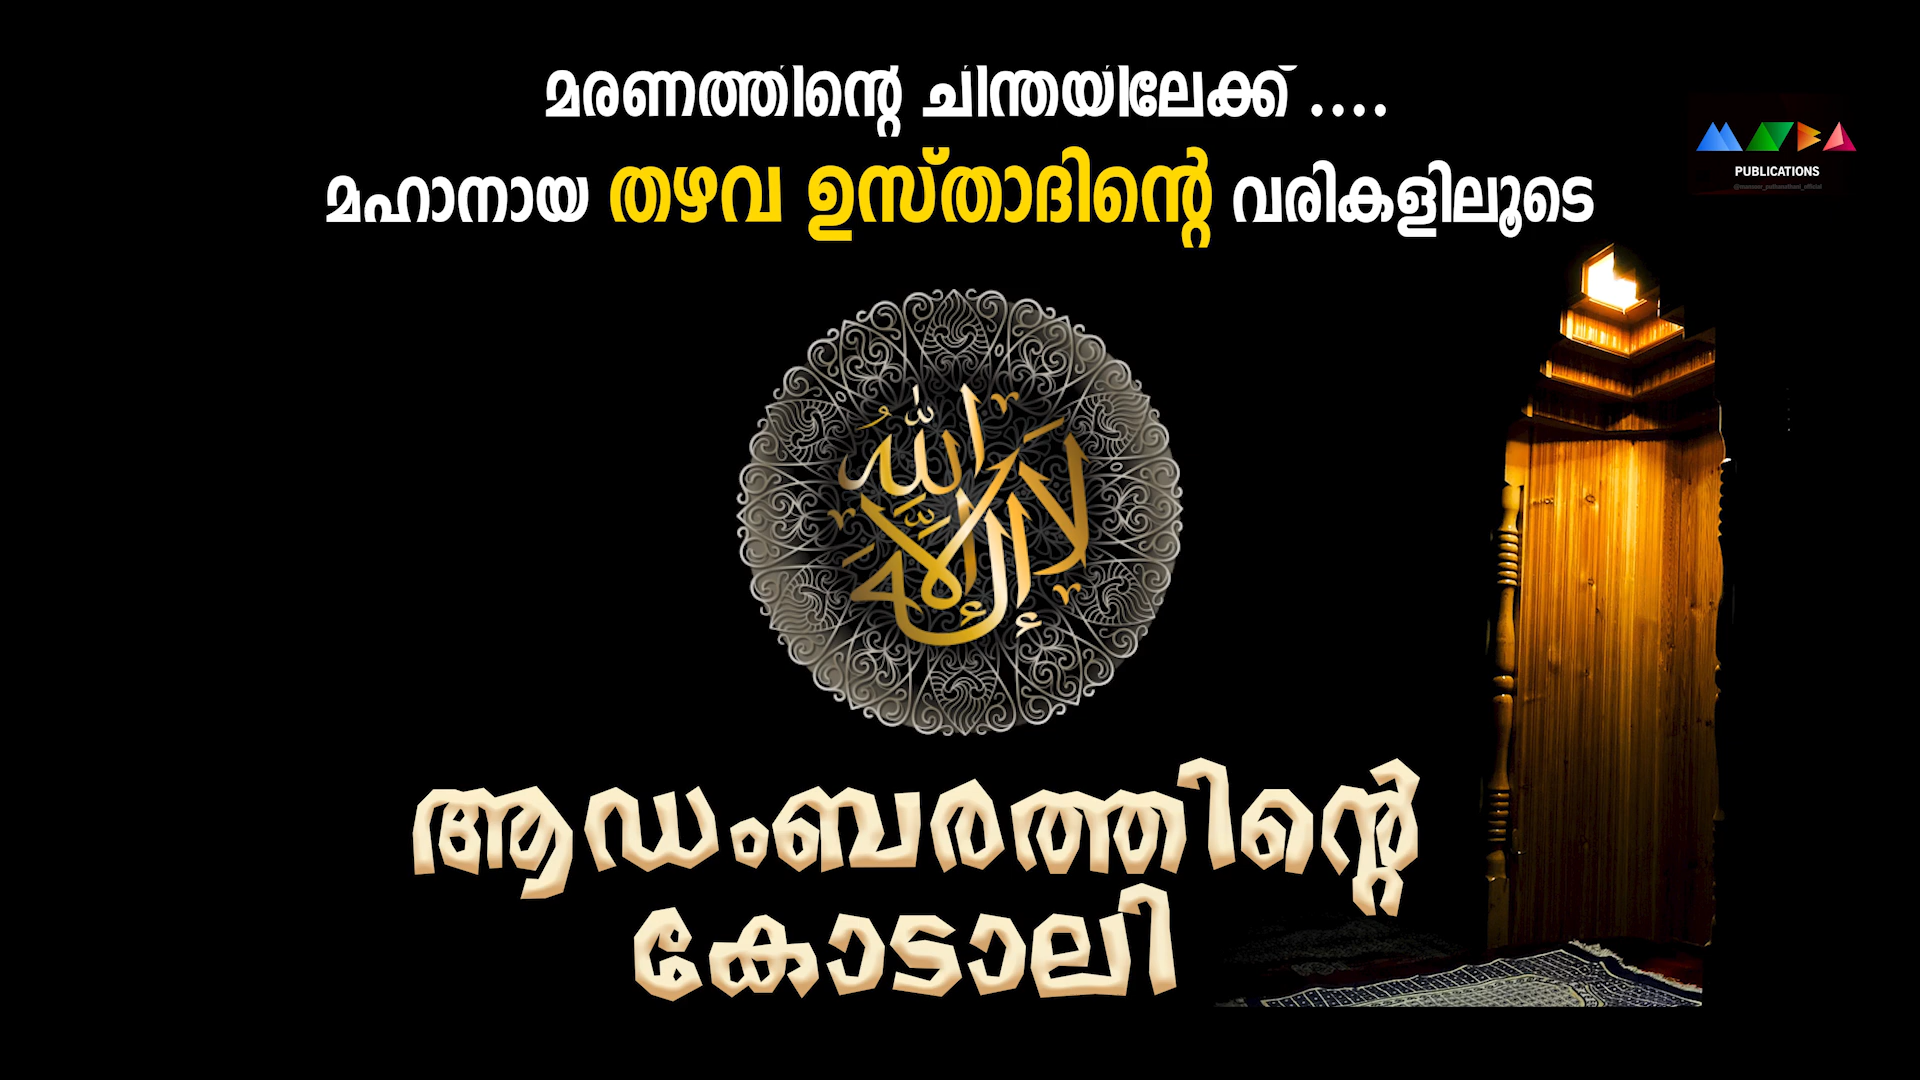 മരണത്തിന്റെ ചിന്തയിലേക്ക് ....
മഹാനായ തഴവ ഉസ്താദിന്റെ വരികളിലൂടെ
PUBLICATIONS
لا إله إلا الله
ആഡംബരത്തിന്റെ
കോടാലി